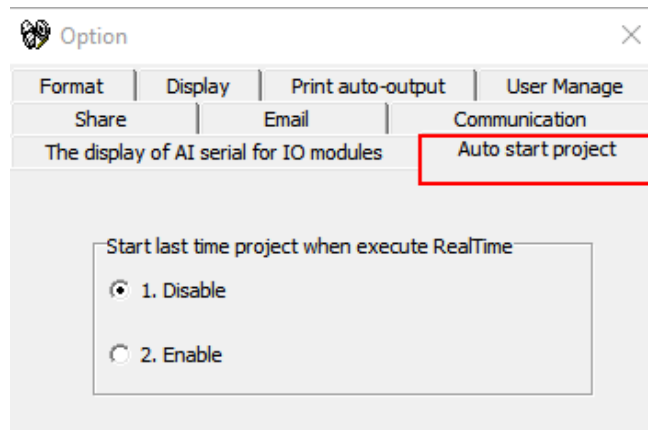 Option
Format Display Print auto-output User Manage
Share Email Communication
The display of AI serial for IO modules Auto start project
Start last time project when execute RealTime
1. Disable
2. Enable